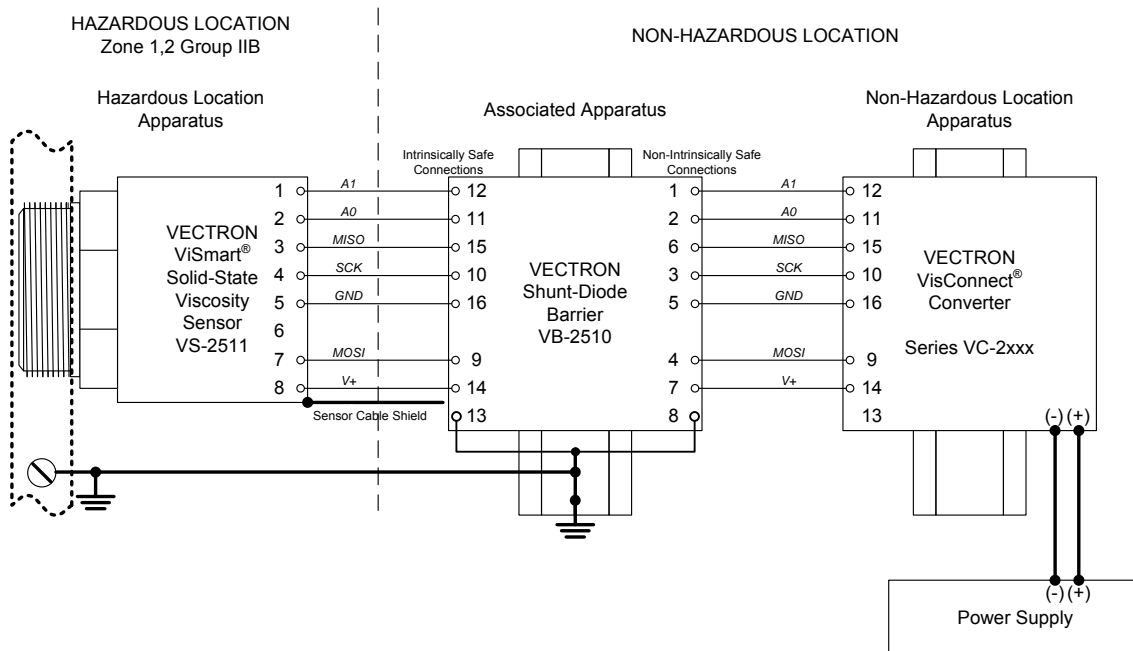 HAZARDOUS LOCATION
Zone 1,2 Group IIB
NON-HAZARDOUS LOCATION
Hazardous Location
Apparatus
Associated Apparatus
Non-Hazardous Location
Apparatus
Intrinsically Safe
Connections
Non-Intrinsically Safe
Connections
VECTRON
ViSmart®
Solid-State
Viscosity
Sensor
VS-2511
1 A1 12
2 A0 11
3 MISO 15
4 SCK 10
5 GND 16
6
7 MOSI 9
8 V+ 14
Sensor Cable Shield 13
VECTRON
Shunt-Diode
Barrier
VB-2510
1 A1 12
2 A0 11
6 MISO 15
3 SCK 10
5 GND 16
4 MOSI 9
7 V+ 14
8 13
VECTRON
VisConnect®
Converter
Series VC-2xxx
(-) (+)
(-) (+)
Power Supply